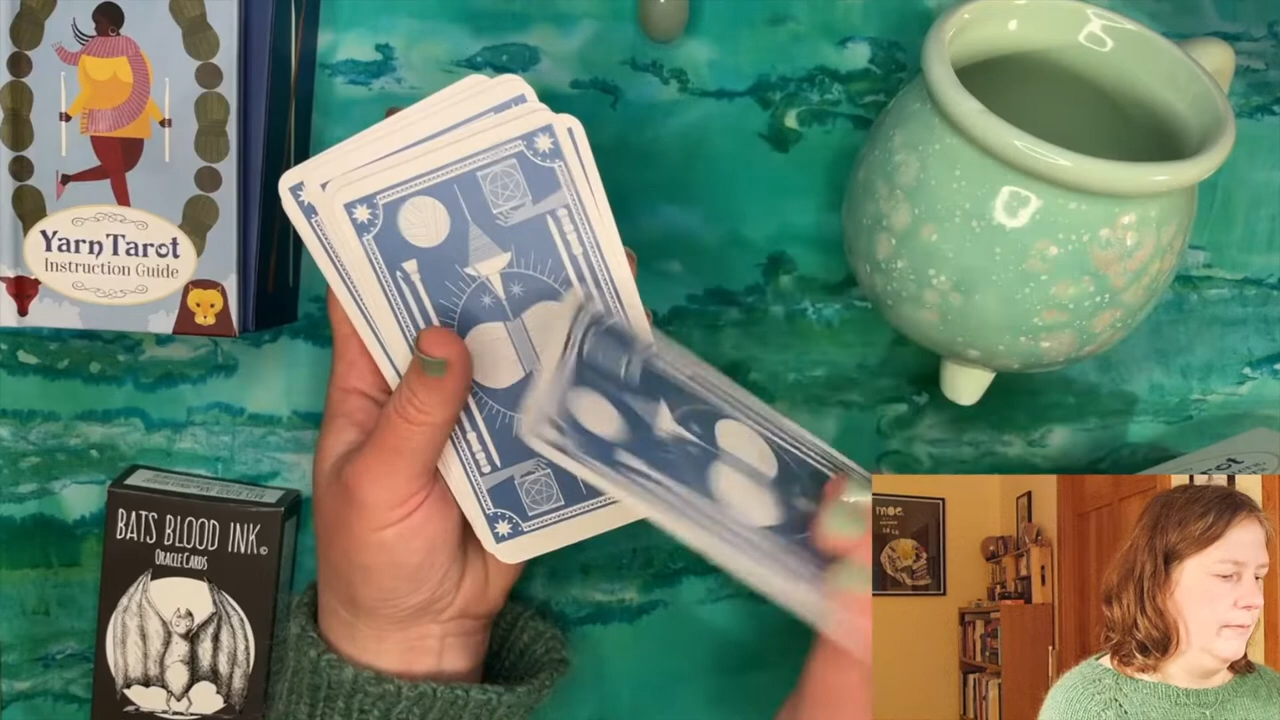 Yarn Tarot
Instruction Guide
BATS BLOOD INK©
ORACLE CARDS
moe.